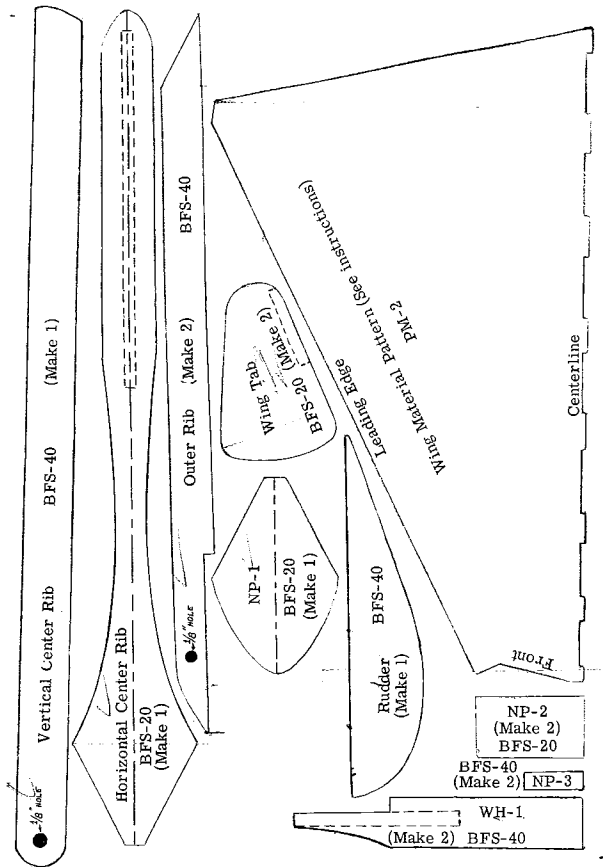 Vertical Center Rib BFS-40 (Make 1)
1/8" HOLE
Horizontal Center Rib
BFS-20
(Make 1)
Outer Rib (Make 2) BFS-40
1/8" HOLE
Wing Tab
BFS-20 (Make 2)
NP-1
BFS-20
(Make 1)
Leading Edge
Wing Material Pattern (See instructions)
PM-2
Centerline
Front
BFS-40
Rudder
(Make 1)
NP-2
(Make 2)
BFS-20
BFS-40
(Make 2) NP-3
WH-1
(Make 2) BFS-40